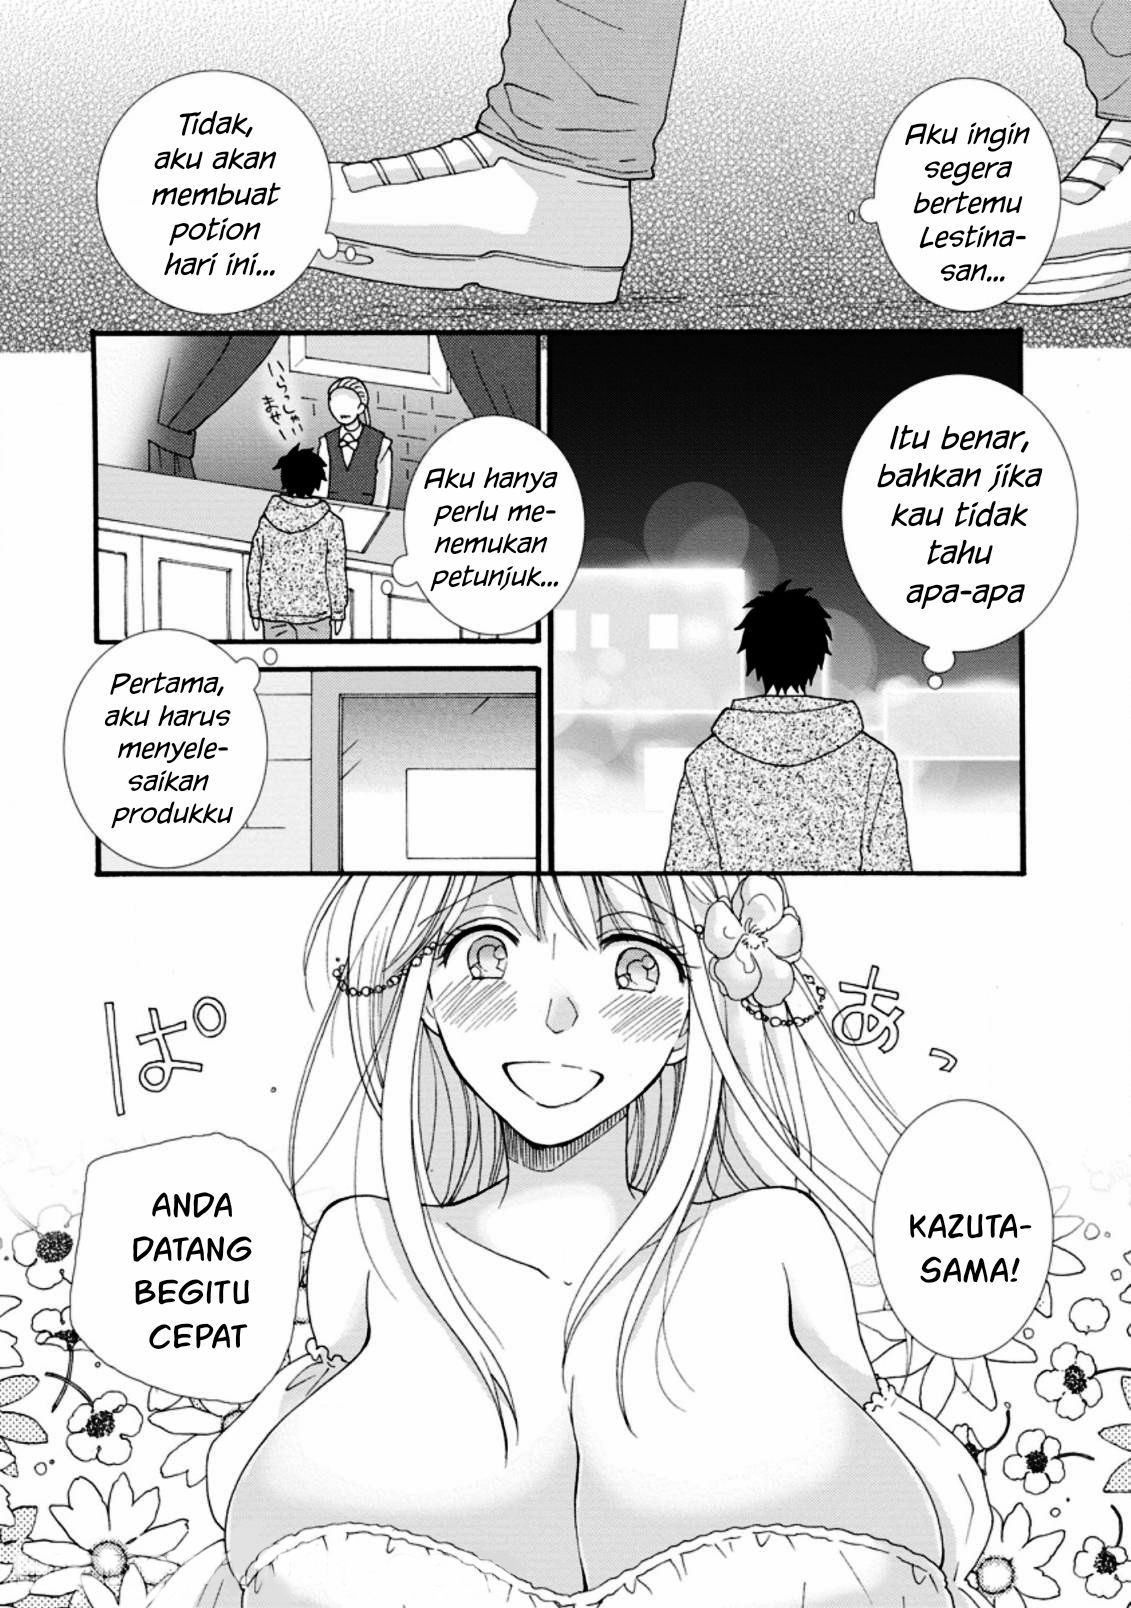 Aku ingin
segera
bertemu
Lestina-
san...
Tidak,
aku akan
membuat
potion
hari ini...
Itu benar,
bahkan jika
kau tidak
tahu
apa-apa
いらっしゃい
ませー
Aku hanya
perlu me-
nemukan
petunjuk...
Pertama,
aku harus
menyele-
saikan
produkku
あっ
ぱぁ
KAZUTA-
SAMA!
ANDA
DATANG
BEGITU
CEPAT